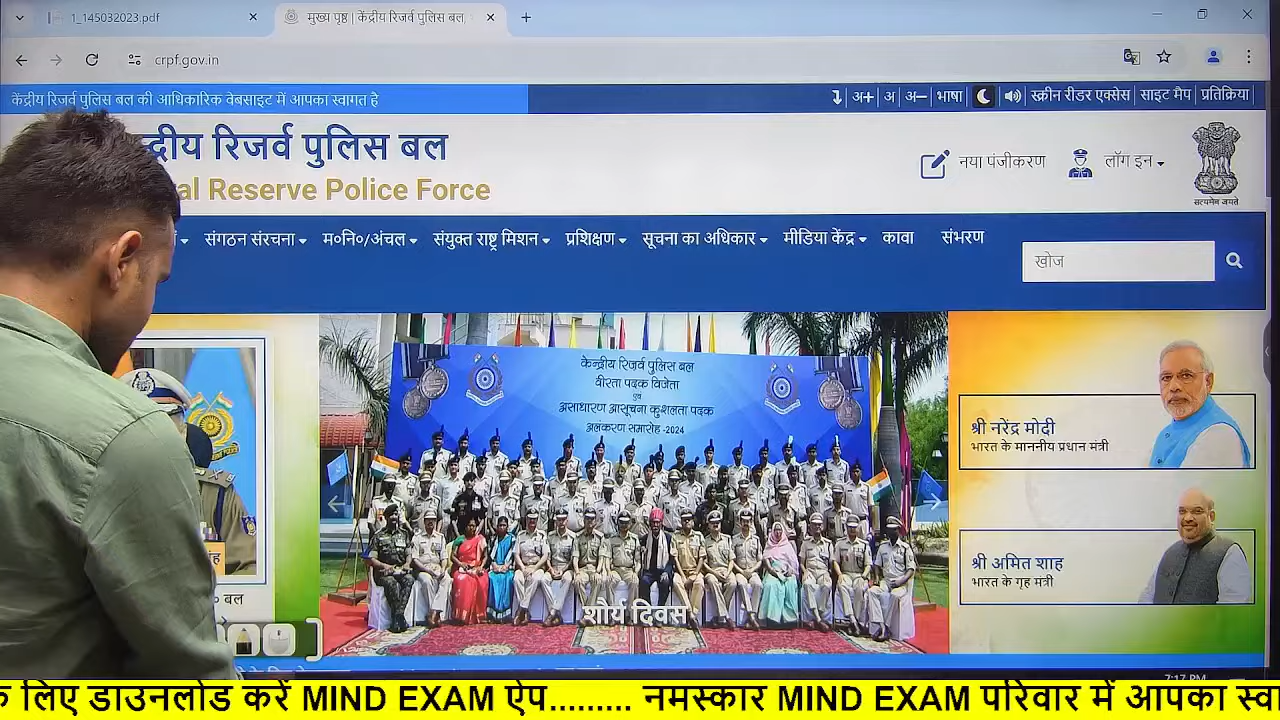 1_145032023.pdf
मुख्य पृष्ठ | केंद्रीय रिजर्व पुलिस बल,
crpf.gov.in
केंद्रीय रिजर्व पुलिस बल की आधिकारिक वेबसाइट में आपका स्वागत है
अ+ | अ | अ– | भाषा
स्क्रीन रीडर एक्सेस | साइट मैप | प्रतिक्रिया
द्रीय रिजर्व पुलिस बल
al Reserve Police Force
नया पंजीकरण
लॉग इन
सत्यमेव जयते
संगठन संरचना
म०नि०/अंचल
संयुक्त राष्ट्र मिशन
प्रशिक्षण
सूचना का अधिकार
मीडिया केंद्र
कावा
संभरण
खोज
केन्द्रीय रिजर्व पुलिस बल
वीरता पदक विजेता
एवं
असाधारण आसूचना कुशलता पदक
अलंकरण समारोह -2024
शौर्य दिवस
श्री नरेंद्र मोदी
भारत के माननीय प्रधान मंत्री
श्री अमित शाह
भारत के गृह मंत्री
बल
7:17 PM
के लिए डाउनलोड करें MIND EXAM ऐप......... नमस्कार MIND EXAM परिवार में आपका स्वा